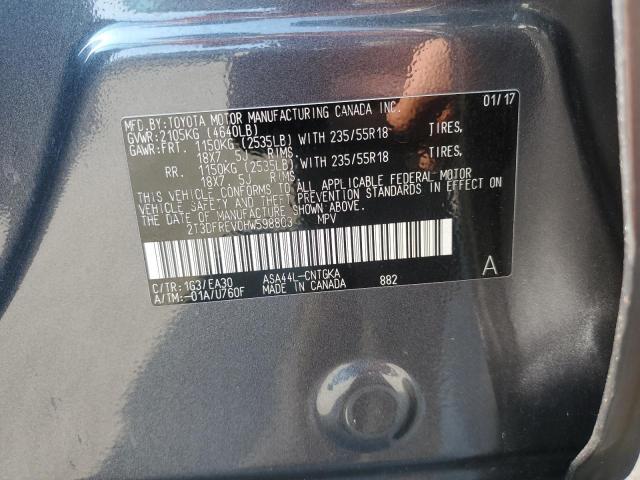 MFD.BY:TOYOTA MOTOR MANUFACTURING CANADA INC. 01/17
GVWR:2105KG (4640LB)
GAWR:FRT. 1150KG (2535LB) WITH 235/55R18 TIRES,
18X7. 5J RIMS
RR. 1150KG (2535LB) WITH 235/55R18 TIRES,
18X7. 5J RIMS
THIS VEHICLE CONFORMS TO ALL APPLICABLE FEDERAL MOTOR
VEHICLE SAFETY AND THEFT PREVENTION STANDARDS IN EFFECT ON
THE DATE OF MANUFACTURE SHOWN ABOVE.
2T3DFREV0HW598803 MPV
C/TR:1G3/EA30 ASA44L-CNTGKA 882 A
A/TM:-01A/U760F MADE IN CANADA